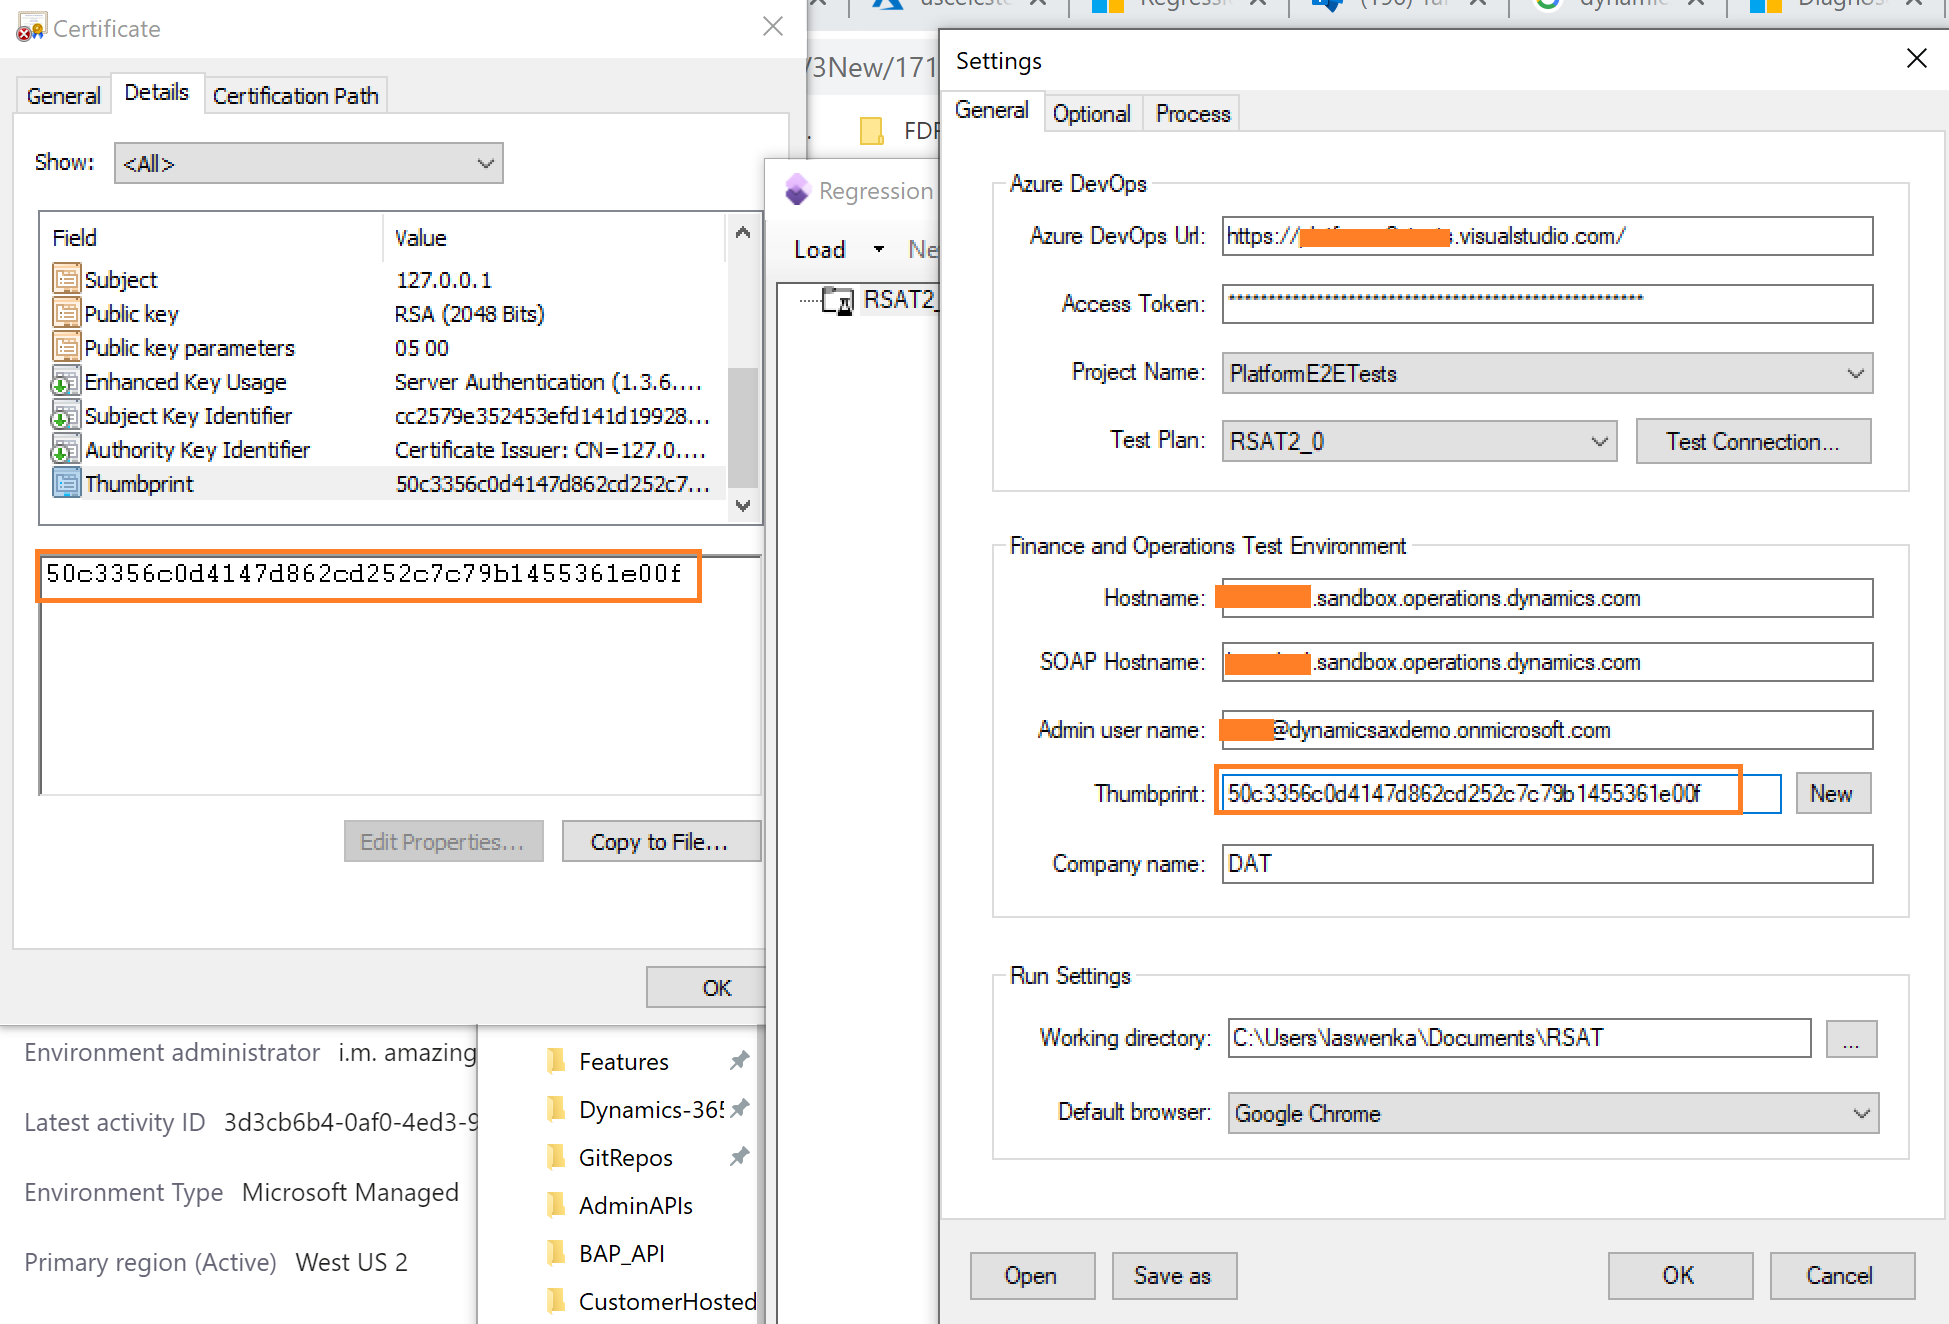 Certificate
General
Details
Certification Path
Show:
<All>
Field
Value
Subject
127.0.0.1
Public key
RSA (2048 Bits)
Public key parameters
05 00
Enhanced Key Usage
Server Authentication (1.3.6....
Subject Key Identifier
cc2579e352453efd141d19928...
Authority Key Identifier
Certificate Issuer: CN=127.0....
Thumbprint
50c3356c0d4147d862cd252c7...
50c3356c0d4147d862cd252c7c79b1455361e00f
Edit Properties...
Copy to File...
OK
Environment administrator i.m. amazing
Latest activity ID 3d3cb6b4-0af0-4ed3-9
Environment Type Microsoft Managed
Primary region (Active) West US 2
Features
Dynamics-365
GitRepos
AdminAPIs
BAP_API
CustomerHosted
/3New/171
Regression
Load
RSAT2_
Settings
General
Optional
Process
Azure DevOps
Azure DevOps Url:
https:// .visualstudio.com/
Access Token:
****************************************************
Project Name:
PlatformE2ETests
Test Plan:
RSAT2_0
Test Connection...
Finance and Operations Test Environment
Hostname:
.sandbox.operations.dynamics.com
SOAP Hostname:
.sandbox.operations.dynamics.com
Admin user name:
@dynamicsaxdemo.onmicrosoft.com
Thumbprint:
50c3356c0d4147d862cd252c7c79b1455361e00f
New
Company name:
DAT
Run Settings
Working directory:
C:\Users\laswenka\Documents\RSAT
...
Default browser:
Google Chrome
Open
Save as
OK
Cancel